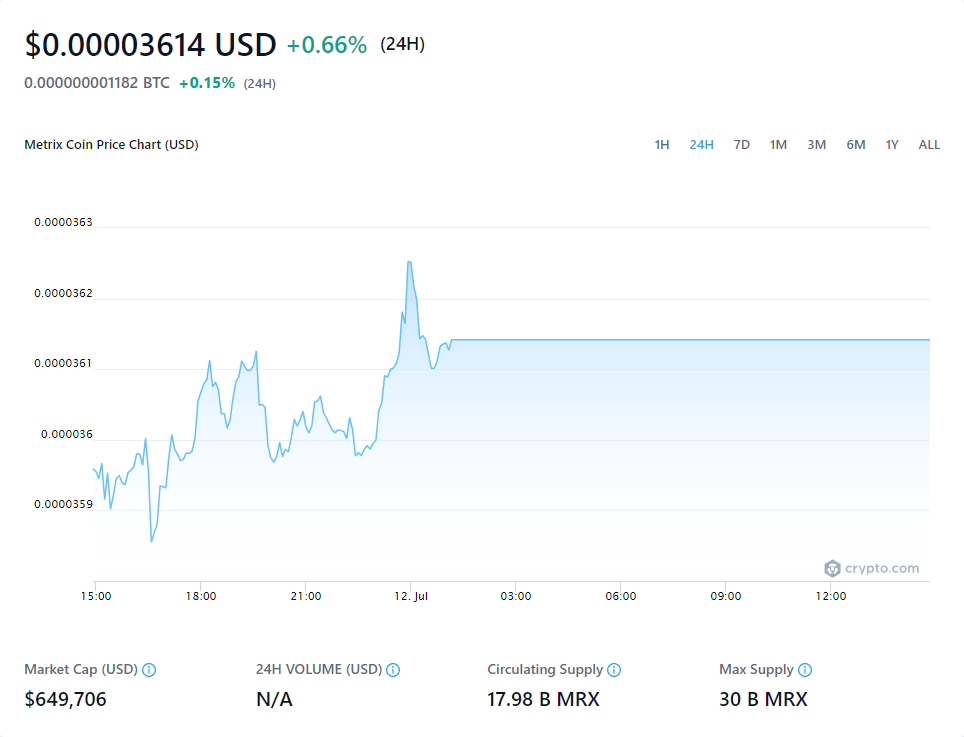 $0.00003614 USD +0.66% (24H)
0.000000001182 BTC +0.15% (24H)
Metrix Coin Price Chart (USD) 1H 24H 7D 1M 3M 6M 1Y ALL
0.0000363
0.0000362
0.0000361
0.000036
0.0000359
crypto.com
15:00 18:00 21:00 12. Jul 03:00 06:00 09:00 12:00
Market Cap (USD) 24H VOLUME (USD) Circulating Supply Max Supply
$649,706 N/A 17.98 B MRX 30 B MRX